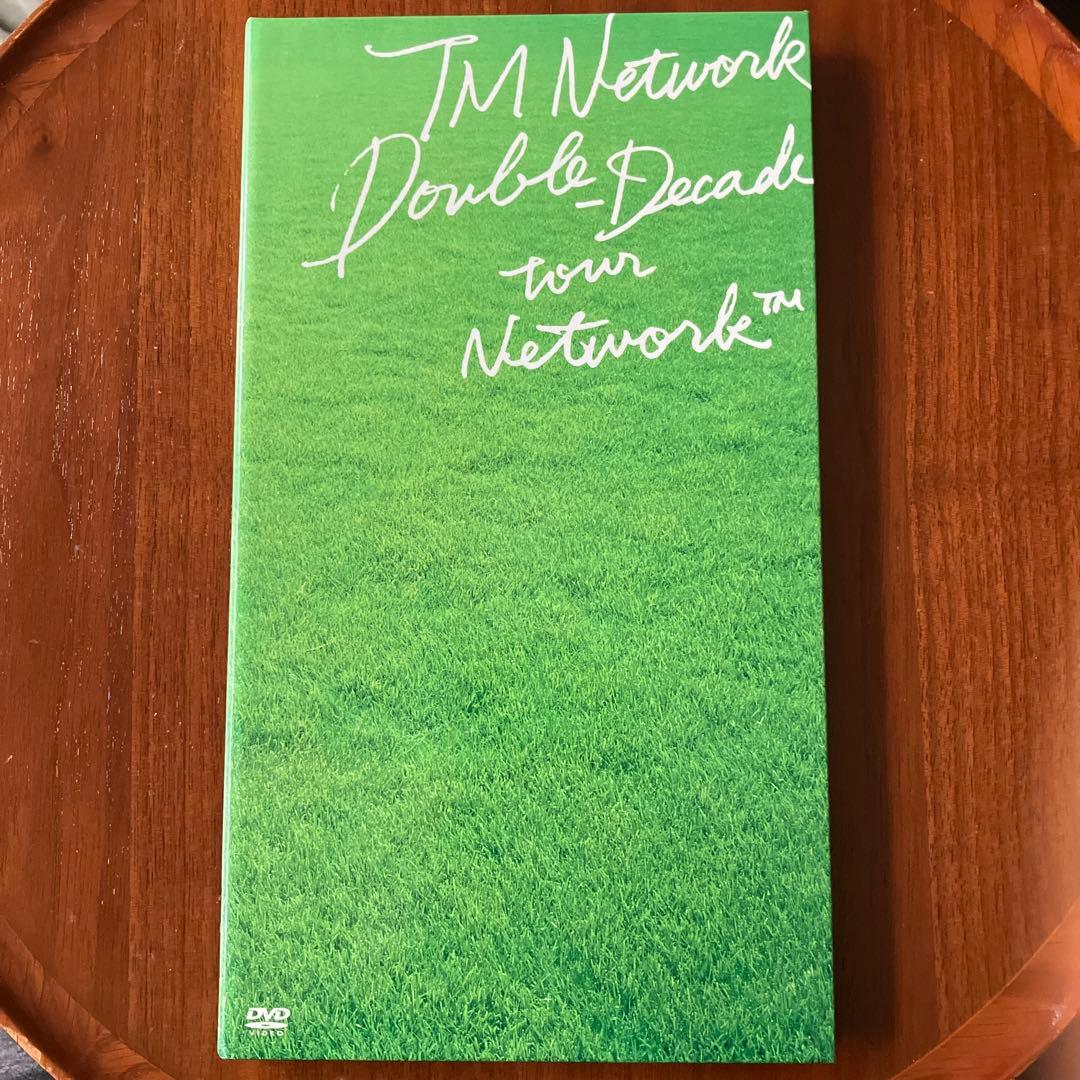 TM Network
Double-Decade
tour
Network™
DVD
VIDEO